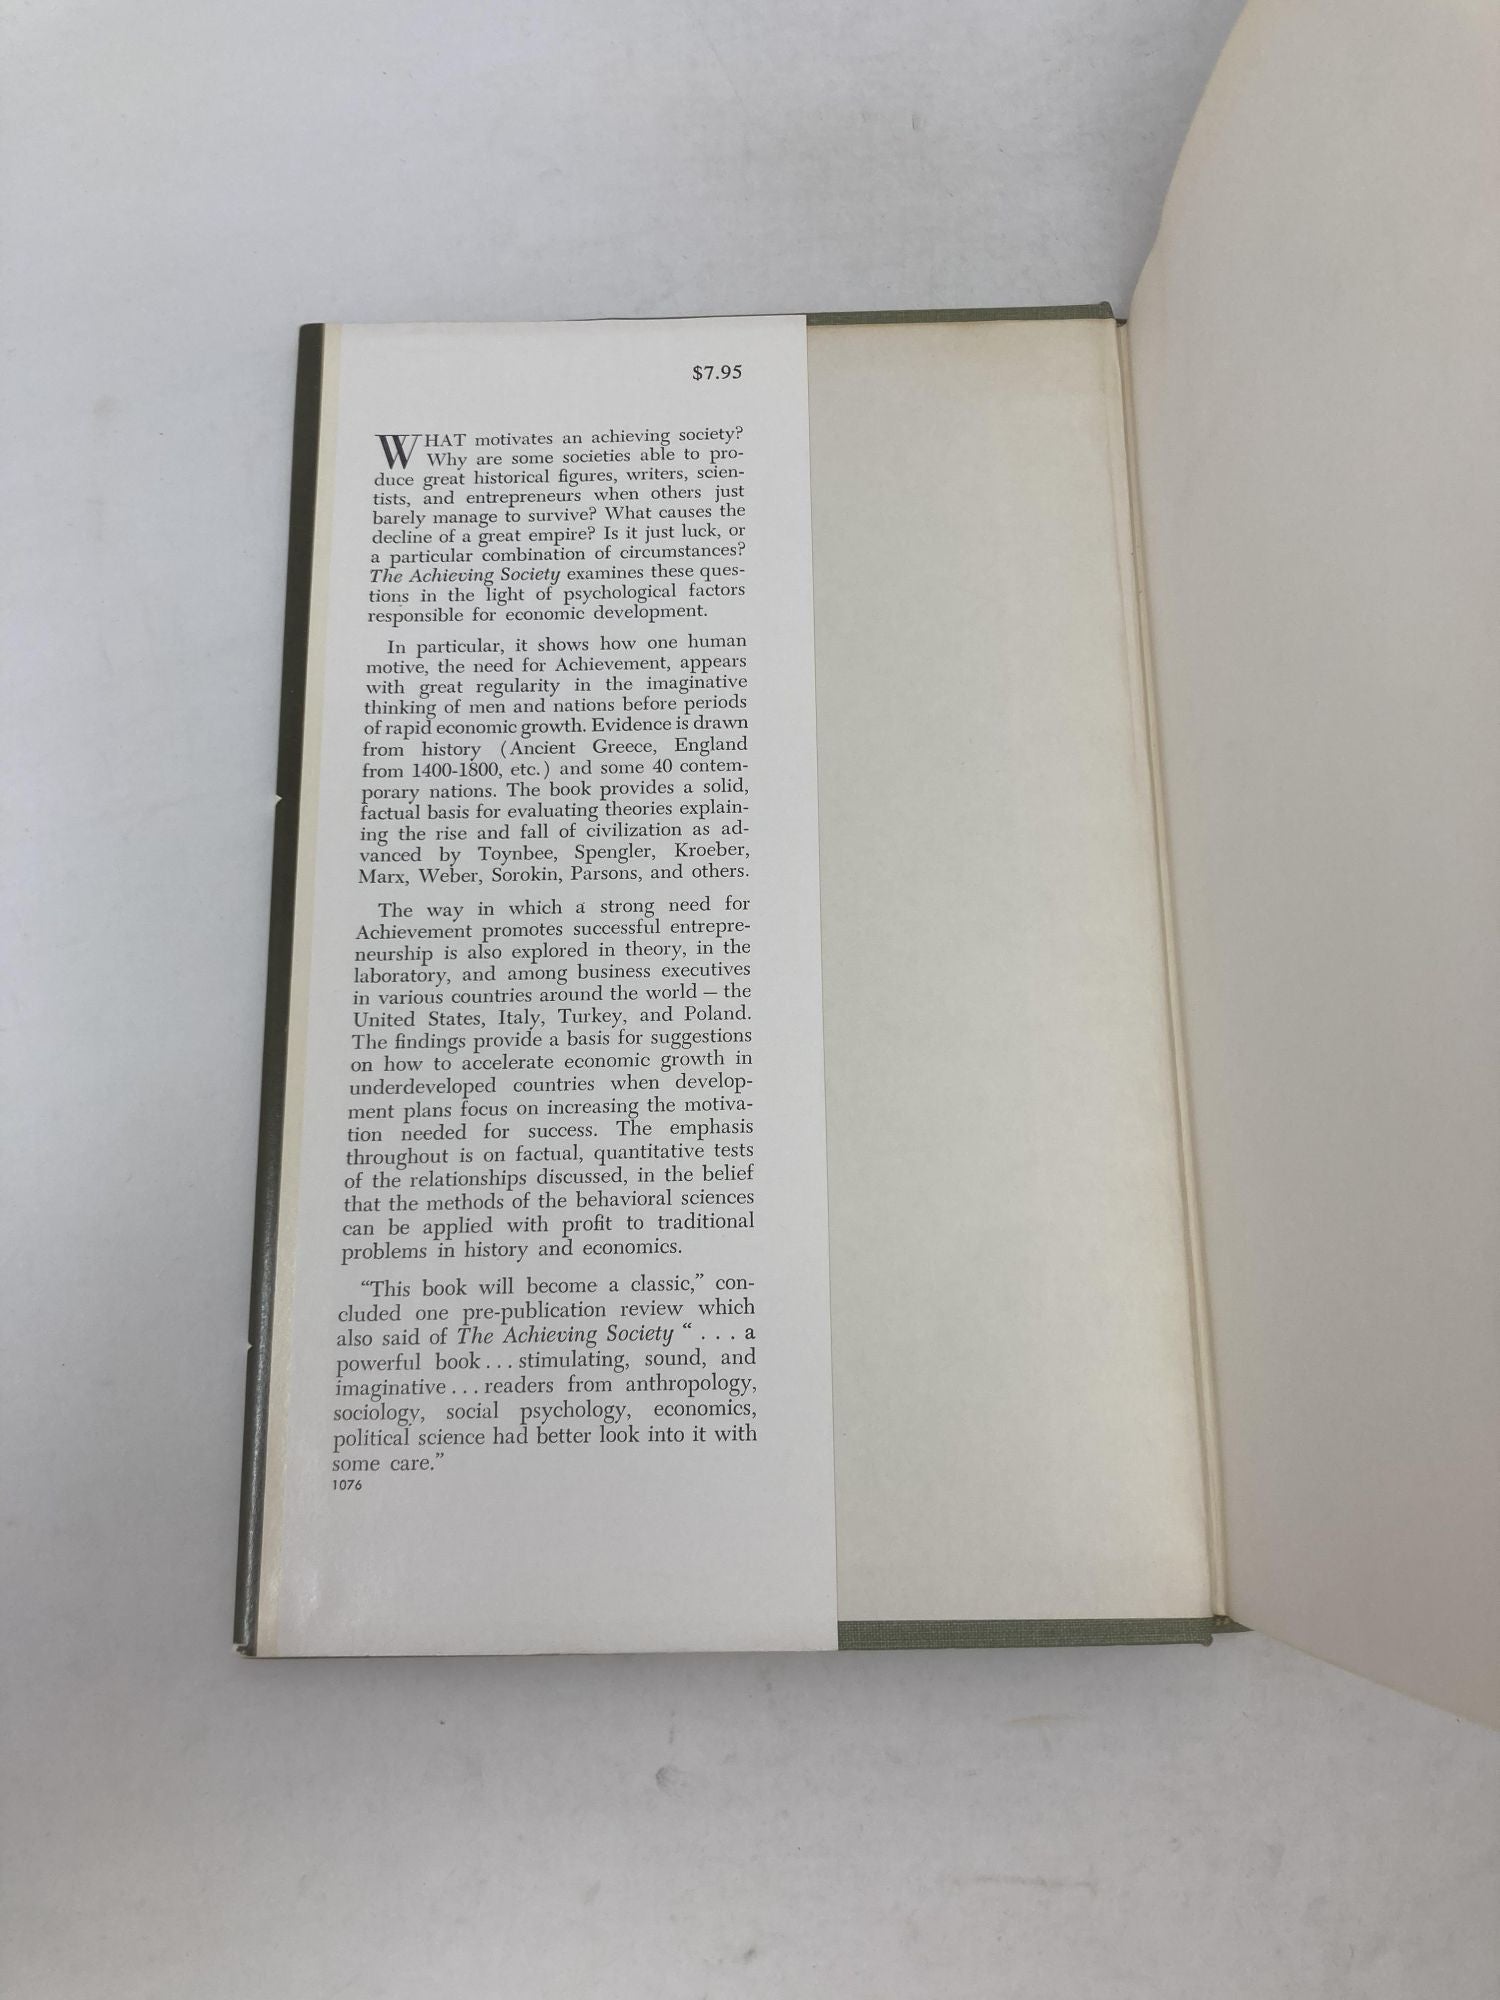 $7.95
WHAT motivates an achieving society?
Why are some societies able to pro-
duce great historical figures, writers, scien-
tists, and entrepreneurs when others just
barely manage to survive? What causes the
decline of a great empire? Is it just luck, or
a particular combination of circumstances?
The Achieving Society examines these ques-
tions in the light of psychological factors
responsible for economic development.
In particular, it shows how one human
motive, the need for Achievement, appears
with great regularity in the imaginative
thinking of men and nations before periods
of rapid economic growth. Evidence is drawn
from history (Ancient Greece, England
from 1400-1800, etc.) and some 40 contem-
porary nations. The book provides a solid,
factual basis for evaluating theories explain-
ing the rise and fall of civilization as ad-
vanced by Toynbee, Spengler, Kroeber,
Marx, Weber, Sorokin, Parsons, and others.
The way in which a strong need for
Achievement promotes successful entrepre-
neurship is also explored in theory, in the
laboratory, and among business executives
in various countries around the world — the
United States, Italy, Turkey, and Poland.
The findings provide a basis for suggestions
on how to accelerate economic growth in
underdeveloped countries when develop-
ment plans focus on increasing the motiva-
tion needed for success. The emphasis
throughout is on factual, quantitative tests
of the relationships discussed, in the belief
that the methods of the behavioral sciences
can be applied with profit to traditional
problems in history and economics.
“This book will become a classic,” con-
cluded one pre-publication review which
also said of The Achieving Society “ . . . a
powerful book . . . stimulating, sound, and
imaginative . . . readers from anthropology,
sociology, social psychology, economics,
political science had better look into it with
some care.”
1076